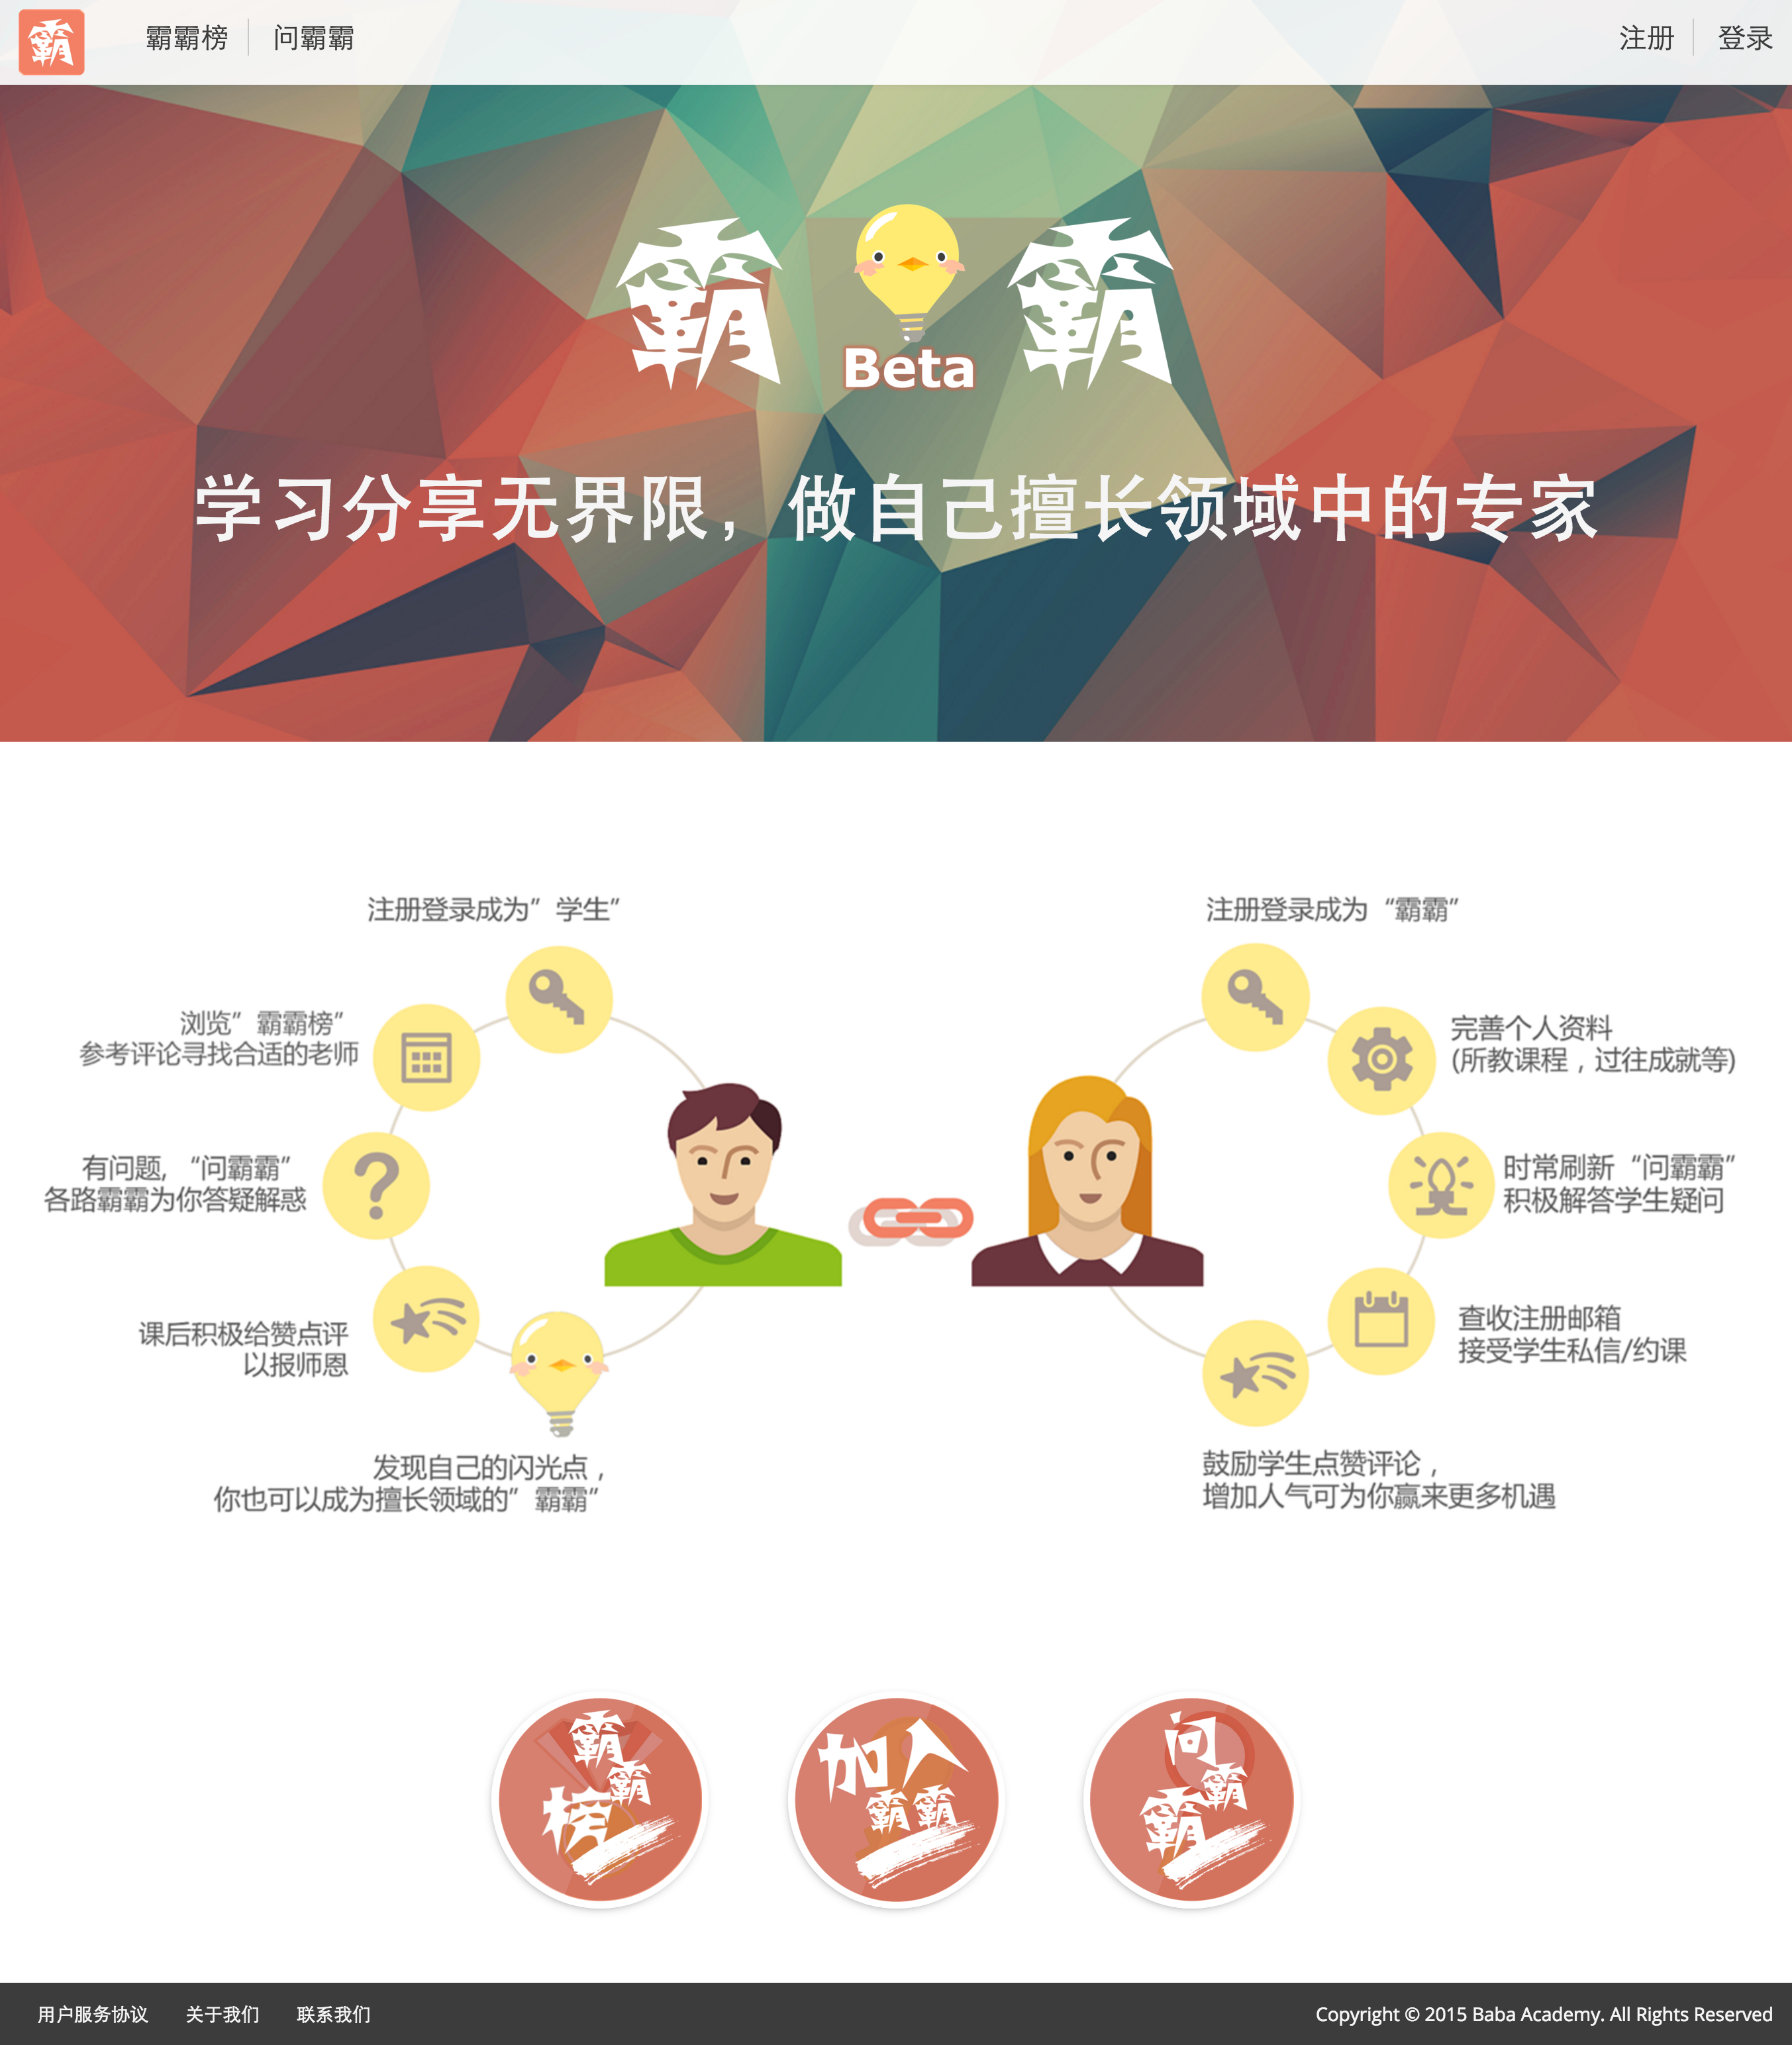 霸
霸霸榜
问霸霸
注册
登录
霸
霸
Beta
学习分享无界限，做自己擅长领域中的专家
注册登录成为”学生”
浏览”霸霸榜”
参考评论寻找合适的老师
有问题，“问霸霸”
各路霸霸为你答疑解惑
课后积极给赞点评
以报师恩
发现自己的闪光点，
你也可以成为擅长领域的”霸霸”
注册登录成为“霸霸”
完善个人资料
(所教课程，过往成就等)
时常刷新“问霸霸”
积极解答学生疑问
查收注册邮箱
接受学生私信/约课
鼓励学生点赞评论，
增加人气可为你赢来更多机遇
霸霸榜
加入霸霸
问霸霸
用户服务协议
关于我们
联系我们
Copyright © 2015 Baba Academy. All Rights Reserved